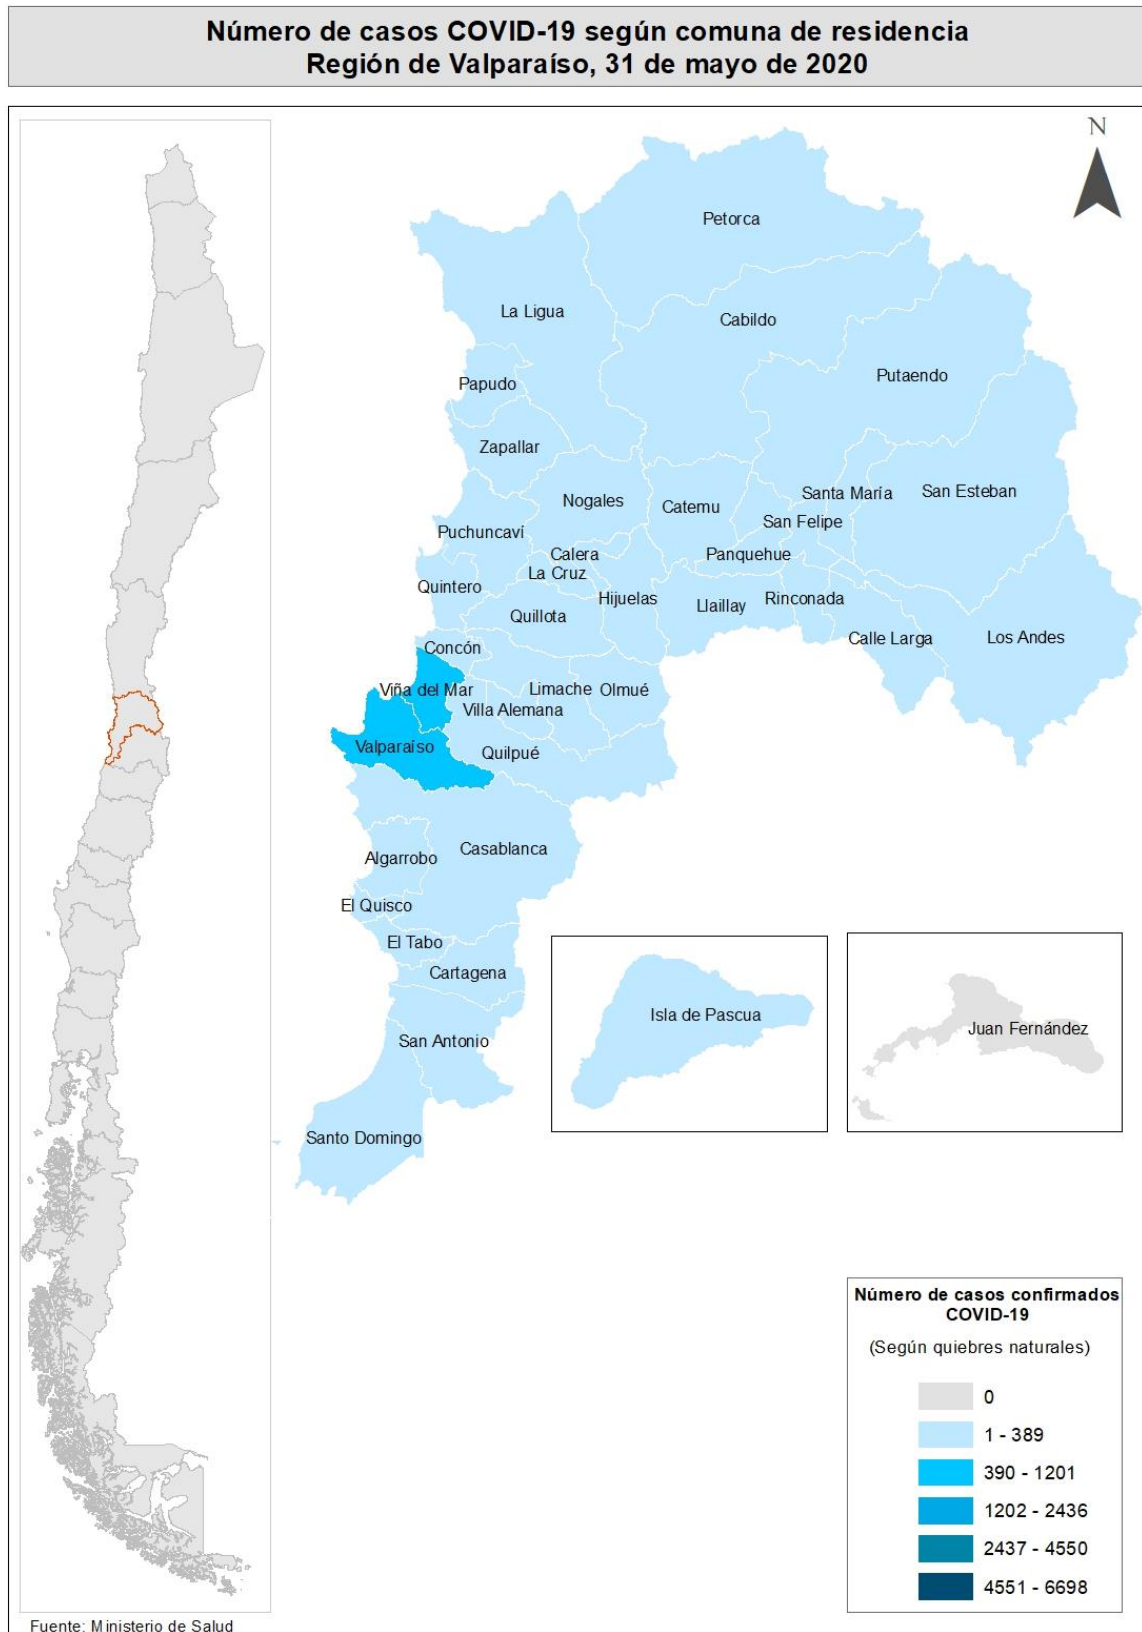 Número de casos COVID-19 según comuna de residencia
Región de Valparaíso, 31 de mayo de 2020
N
Petorca
La Ligua
Cabildo
Putaendo
Papudo
Zapallar
Nogales
Catemu
Santa María
San Esteban
San Felipe
Puchuncaví
Calera
Panquehue
La Cruz
Quintero
Hijuelas
Llaillay
Rinconada
Quillota
Calle Larga
Los Andes
Concón
Viña del Mar
Limache
Olmué
Villa Alemana
Valparaíso
Quilpué
Casablanca
Algarrobo
El Quisco
El Tabo
Cartagena
Isla de Pascua
Juan Fernández
San Antonio
Santo Domingo
Número de casos confirmados
COVID-19
(Según quiebres naturales)
0
1 - 389
390 - 1201
1202 - 2436
2437 - 4550
4551 - 6698
Fuente: Ministerio de Salud